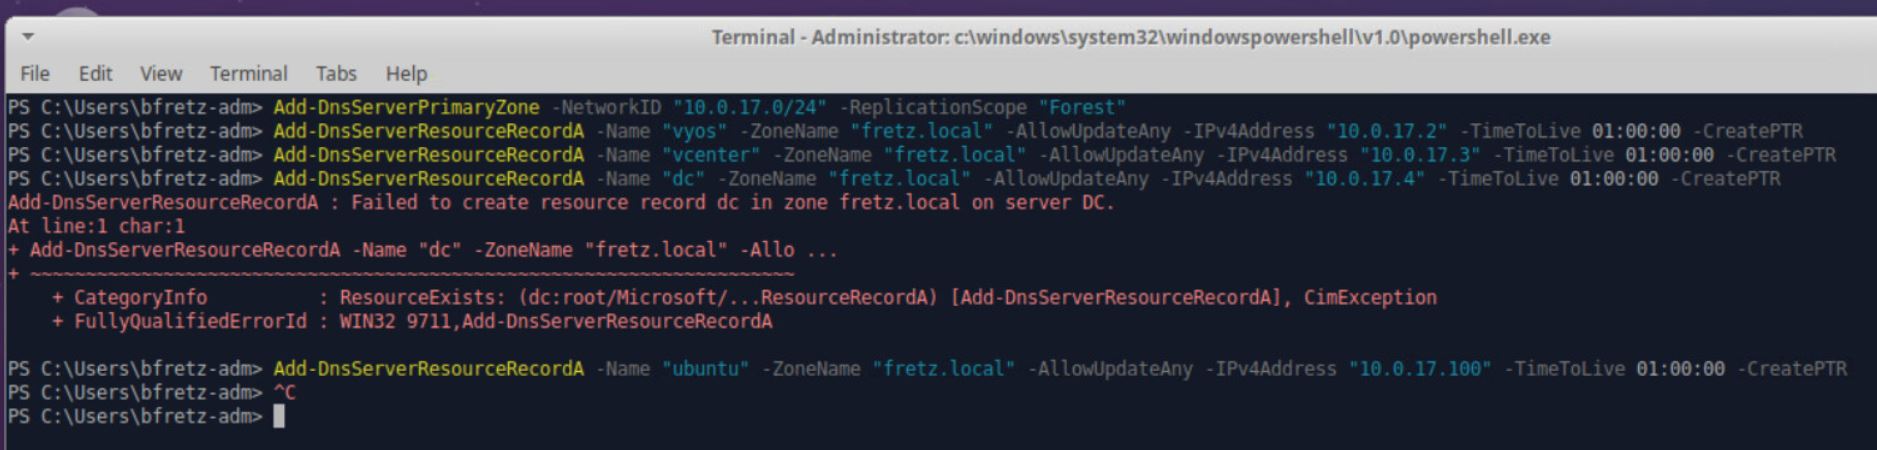 Terminal - Administrator: c:\windows\system32\windowspowershell\v1.0\powershell.exe
File Edit View Terminal Tabs Help
PS C:\Users\bfretz-adm> Add-DnsServerPrimaryZone -NetworkID "10.0.17.0/24" -ReplicationScope "Forest"
PS C:\Users\bfretz-adm> Add-DnsServerResourceRecordA -Name "vyos" -ZoneName "fretz.local" -AllowUpdateAny -IPv4Address "10.0.17.2" -TimeToLive 01:00:00 -CreatePTR
PS C:\Users\bfretz-adm> Add-DnsServerResourceRecordA -Name "vcenter" -ZoneName "fretz.local" -AllowUpdateAny -IPv4Address "10.0.17.3" -TimeToLive 01:00:00 -CreatePTR
PS C:\Users\bfretz-adm> Add-DnsServerResourceRecordA -Name "dc" -ZoneName "fretz.local" -AllowUpdateAny -IPv4Address "10.0.17.4" -TimeToLive 01:00:00 -CreatePTR
Add-DnsServerResourceRecordA : Failed to create resource record dc in zone fretz.local on server DC.
At line:1 char:1
+ Add-DnsServerResourceRecordA -Name "dc" -ZoneName "fretz.local" -Allo ...
+ ~~~~~~~~~~~~~~~~~~~~~~~~~~~~~~~~~~~~~~~~~~~~~~~~~~~~~~~~~~~~~~~~~~~~~
    + CategoryInfo          : ResourceExists: (dc:root/Microsoft/...ResourceRecordA) [Add-DnsServerResourceRecordA], CimException
    + FullyQualifiedErrorId : WIN32 9711,Add-DnsServerResourceRecordA
PS C:\Users\bfretz-adm> Add-DnsServerResourceRecordA -Name "ubuntu" -ZoneName "fretz.local" -AllowUpdateAny -IPv4Address "10.0.17.100" -TimeToLive 01:00:00 -CreatePTR
PS C:\Users\bfretz-adm> ^C
PS C:\Users\bfretz-adm>